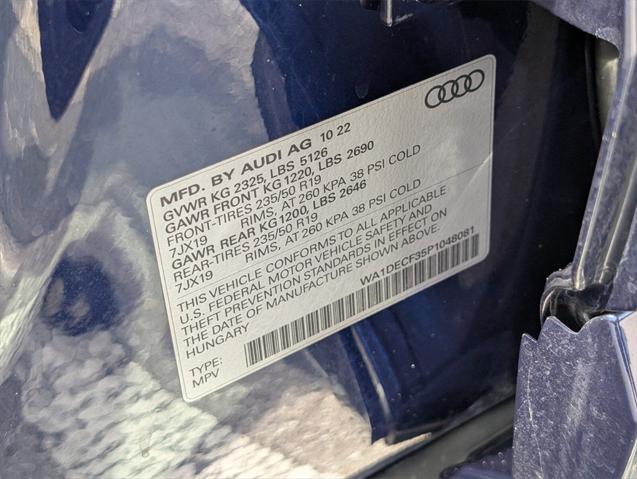 MFD. BY AUDI AG 10 22
GVWR KG 2325, LBS 5126
GAWR FRONT KG 1220, LBS 2690
FRONT-TIRES 235/50 R19
7JX19 RIMS, AT 260 KPA 38 PSI COLD
GAWR REAR KG 1200, LBS 2646
REAR-TIRES 235/50 R19
7JX19 RIMS, AT 260 KPA 38 PSI COLD
THIS VEHICLE CONFORMS TO ALL APPLICABLE
U.S. FEDERAL MOTOR VEHICLE SAFETY AND
THEFT PREVENTION STANDARDS IN EFFECT ON
THE DATE OF MANUFACTURE SHOWN ABOVE.
HUNGARY
WA1DECF35P1048081
TYPE:
MPV